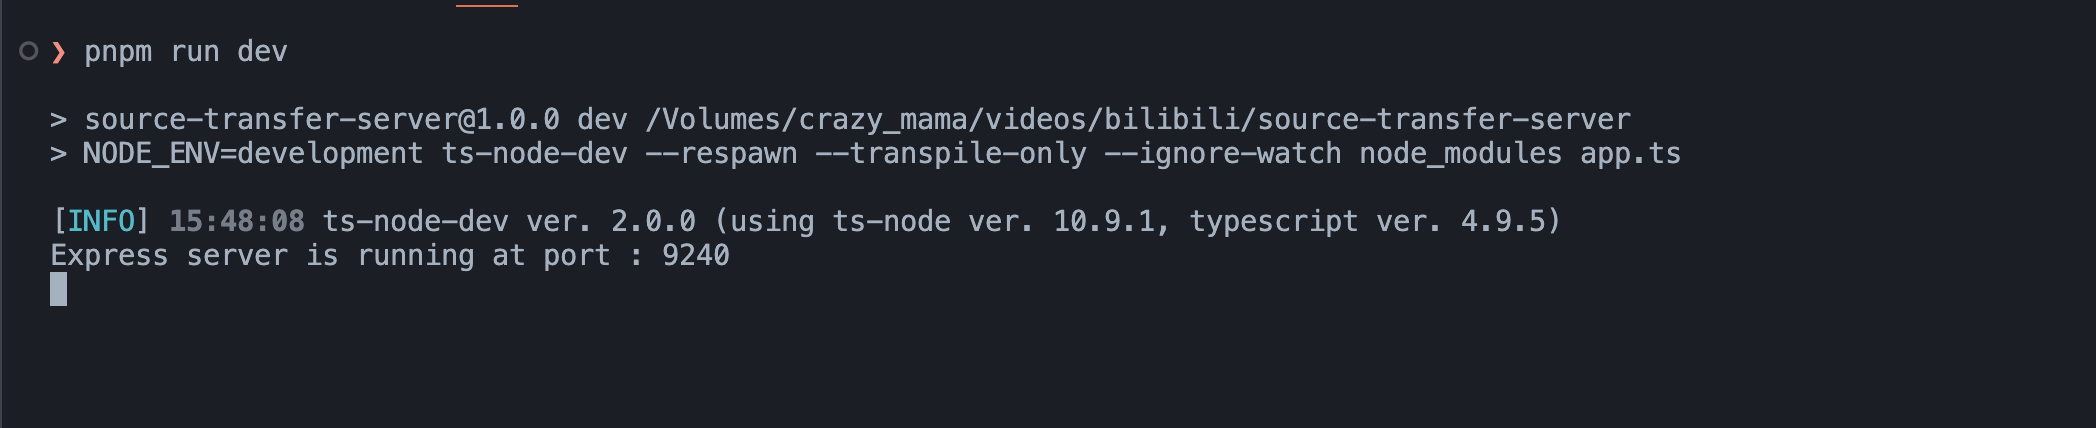 ❯ pnpm run dev
> source-transfer-server@1.0.0 dev /Volumes/crazy_mama/videos/bilibili/source-transfer-server
> NODE_ENV=development ts-node-dev --respawn --transpile-only --ignore-watch node_modules app.ts
[INFO] 15:48:08 ts-node-dev ver. 2.0.0 (using ts-node ver. 10.9.1, typescript ver. 4.9.5)
Express server is running at port : 9240